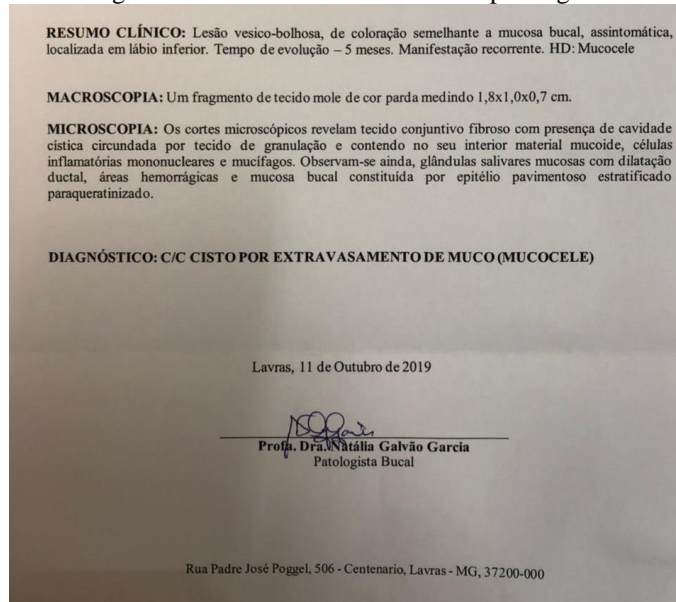 RESUMO CLÍNICO: Lesão vesico-bolhosa, de coloração semelhante a mucosa bucal, assintomática,
localizada em lábio inferior. Tempo de evolução – 5 meses. Manifestação recorrente. HD: Mucocele
MACROSCOPIA: Um fragmento de tecido mole de cor parda medindo 1,8x1,0x0,7 cm.
MICROSCOPIA: Os cortes microscópicos revelam tecido conjuntivo fibroso com presença de cavidade
cística circundada por tecido de granulação e contendo no seu interior material mucoide, células
inflamatórias mononucleares e mucífagos. Observam-se ainda, glândulas salivares mucosas com dilatação
ductal, áreas hemorrágicas e mucosa bucal constituída por epitélio pavimentoso estratificado
paraqueratinizado.
DIAGNÓSTICO: C/C CISTO POR EXTRAVASAMENTO DE MUCO (MUCOCELE)
Lavras, 11 de Outubro de 2019
Profa. Dra. Natália Galvão Garcia
Patologista Bucal
Rua Padre José Poggel, 506 - Centenario, Lavras - MG, 37200-000